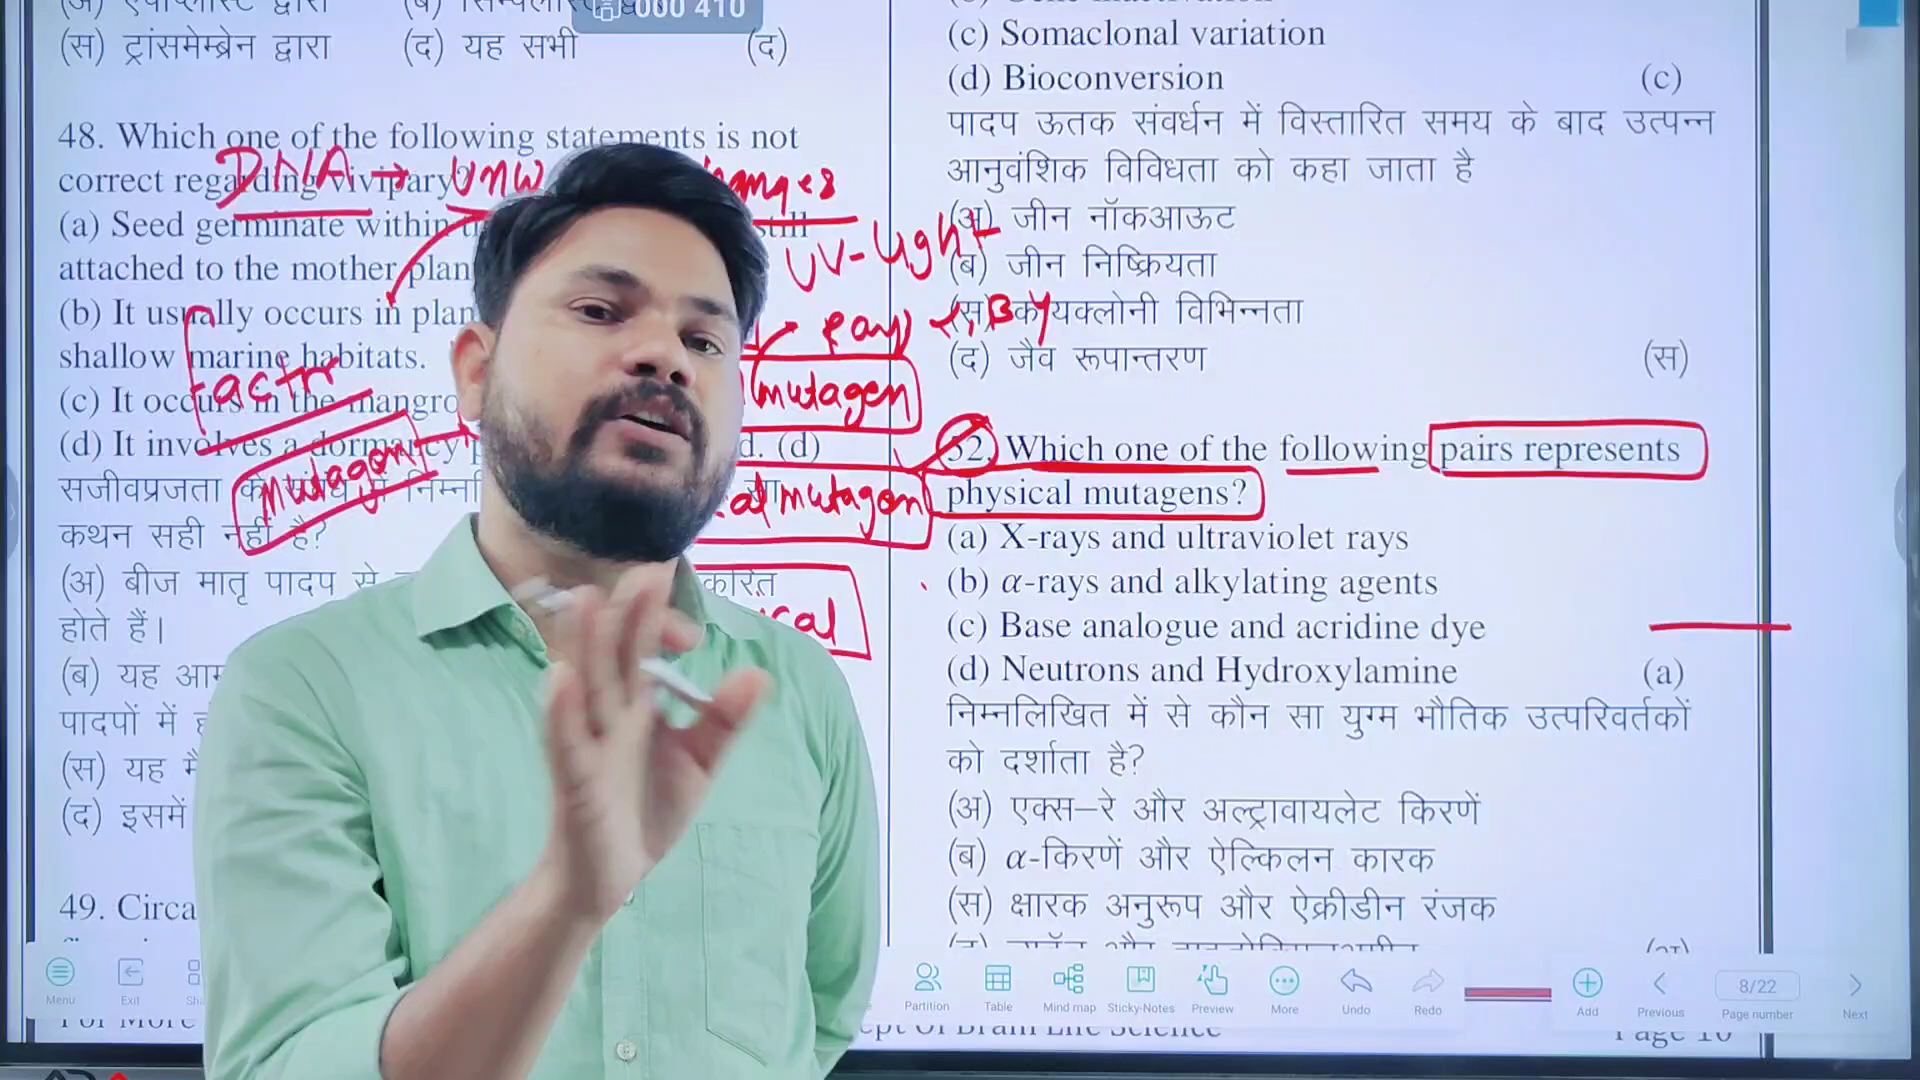 (स) ट्रांसमेम्ब्रेन द्वारा (द) यह सभी (द)
000 410
48. Which one of the following statements is not
correct regarding vivipary?
(a) Seed germinate within still
attached to the mother plan
(b) It usually occurs in plan
shallow marine habitats.
(c) It occurs in the mangro
(d) It involves a dormancy d. (d)
कथन सही नहीं है?
(अ) बीज मातृ पादप से
होते हैं।
(ब) यह आम
पादपों में
(स) यह
(द) इसमें
49. Circa
DNA → unw anges
UV-light
factor
mutagen
mutagen
mutagen
cal
(c) Somaclonal variation
(d) Bioconversion (c)
पादप ऊतक संवर्धन में विस्तारित समय के बाद उत्पन्न
आनुवंशिक विविधता को कहा जाता है
(अ) जीन नॉकआऊट
(ब) जीन निष्क्रियता
(स) कायक्लोनी विभिन्नता
(द) जैव रूपान्तरण (स)
52. Which one of the following pairs represents
physical mutagens?
(a) X-rays and ultraviolet rays
(b) α-rays and alkylating agents
(c) Base analogue and acridine dye
(d) Neutrons and Hydroxylamine (a)
निम्नलिखित में से कौन सा युग्म भौतिक उत्परिवर्तकों
को दर्शाता है?
(अ) एक्स–रे और अल्ट्रावायलेट किरणें
(ब) α-किरणें और ऐल्किलन कारक
(स) क्षारक अनुरूप और ऐक्रीडीन रंजक
Menu Exit Partition Table Mind map Sticky-Notes Preview More Undo Redo Add Previous 8/22 Page number Next